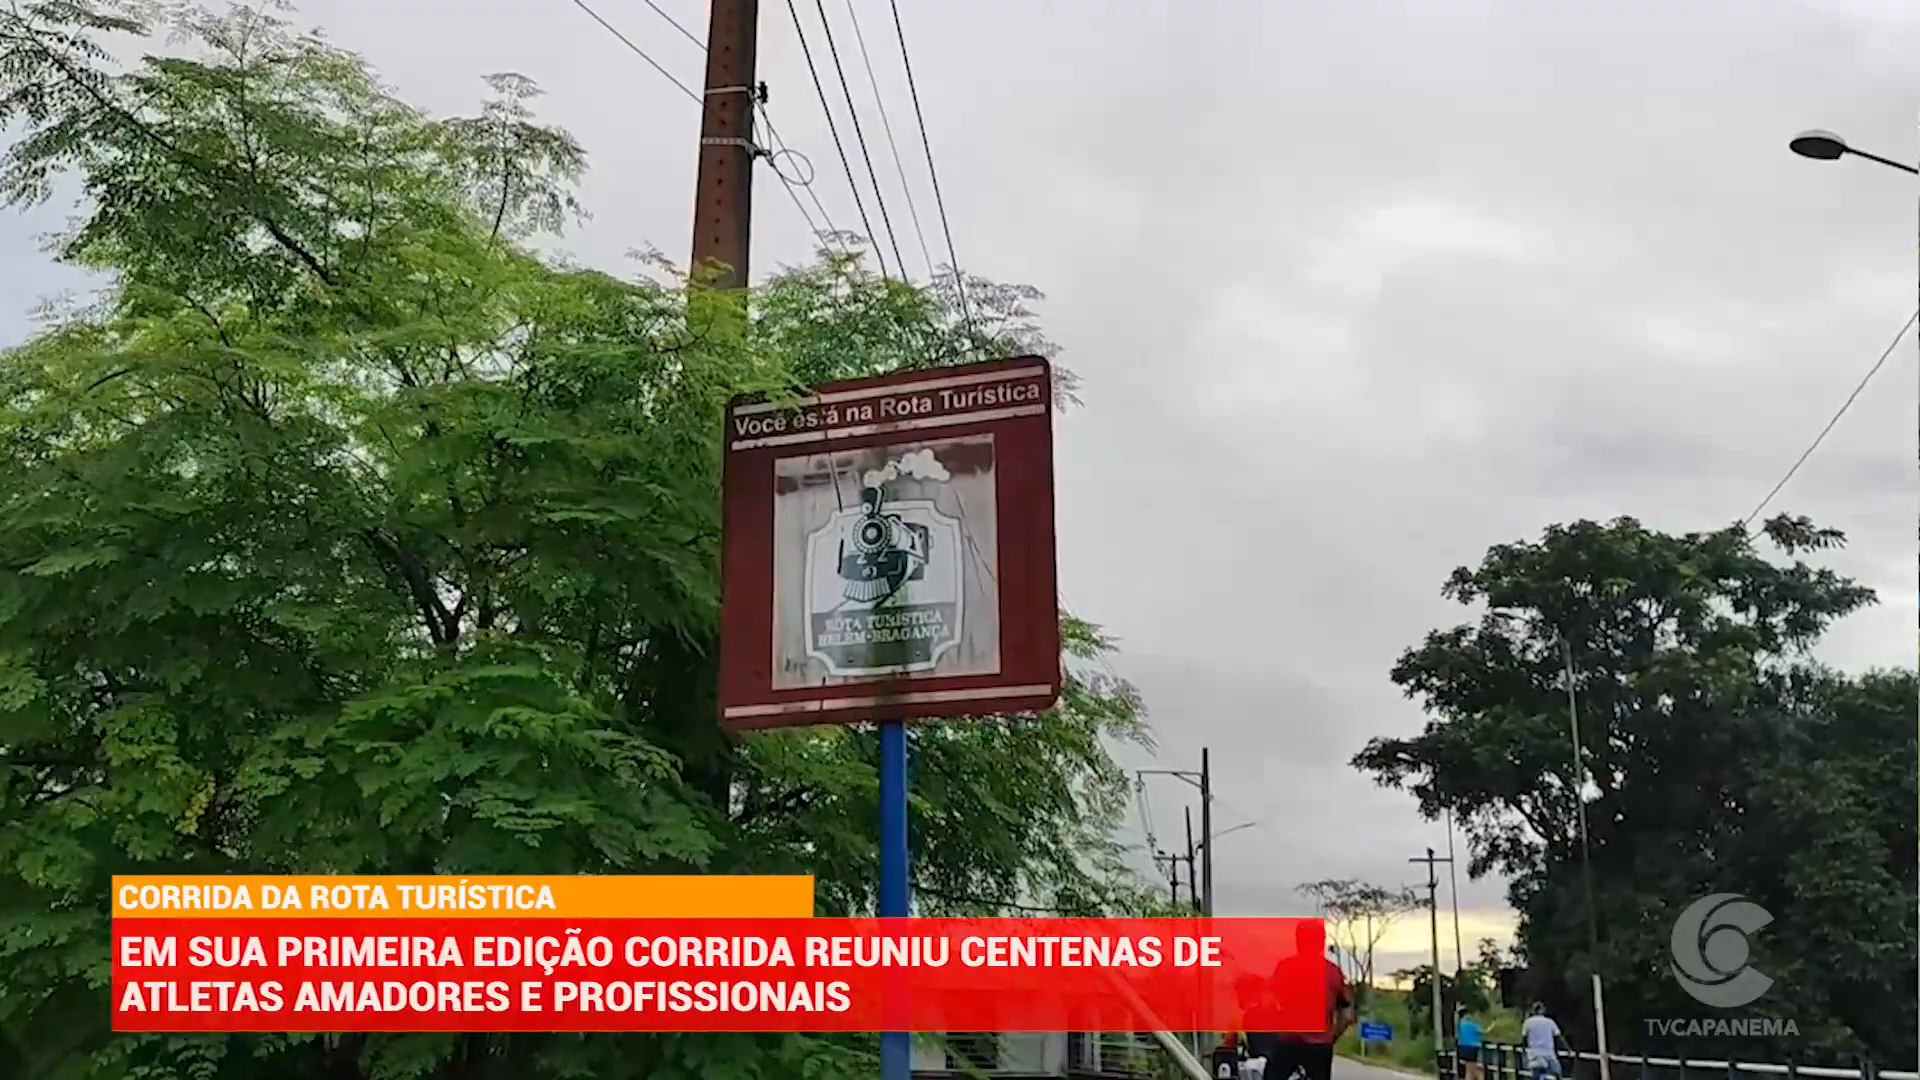 Você está na Rota Turística
ROTA TURÍSTICA
BELÉM-BRAGANÇA
CORRIDA DA ROTA TURÍSTICA
EM SUA PRIMEIRA EDIÇÃO CORRIDA REUNIU CENTENAS DE
ATLETAS AMADORES E PROFISSIONAIS
TVCAPANEMA